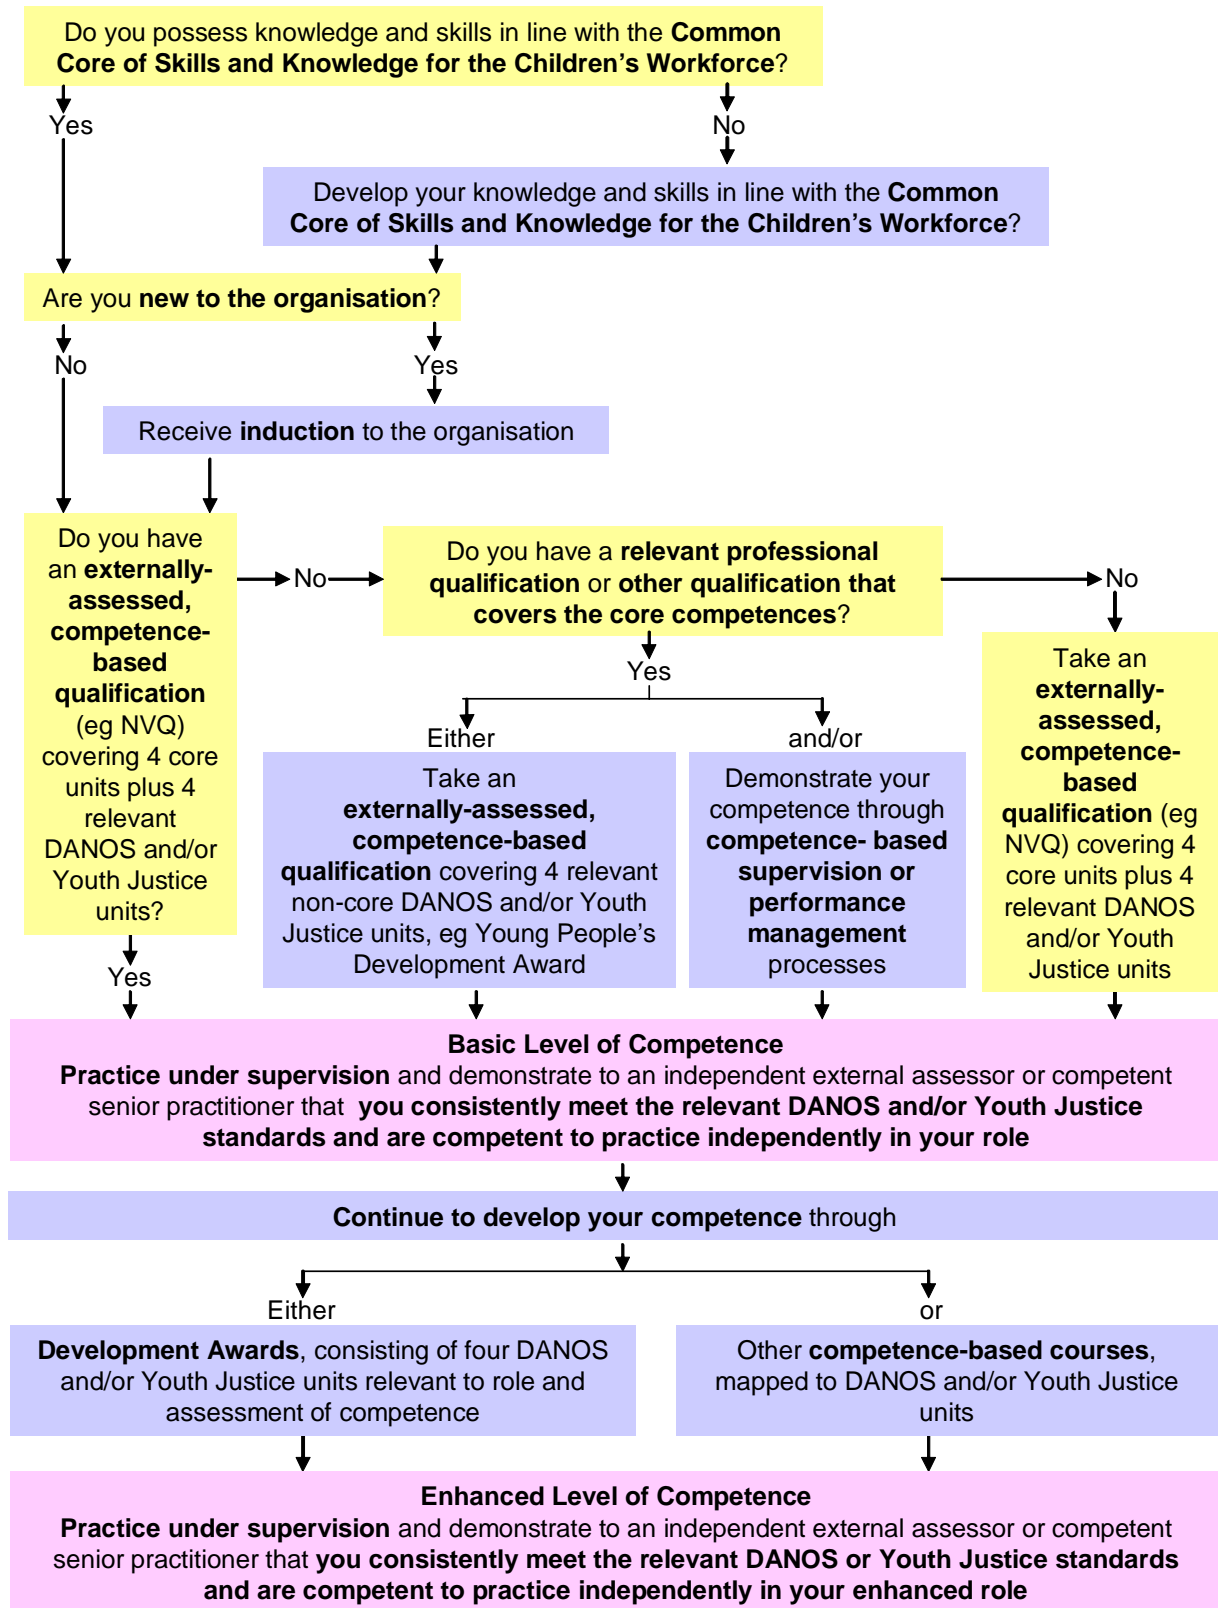 Do you possess knowledge and skills in line with the Common
Core of Skills and Knowledge for the Children's Workforce?
Yes
No
Develop your knowledge and skills in line with the Common
Core of Skills and Knowledge for the Children's Workforce?
Are you new to the organisation?
No
Yes
Receive induction to the organisation
Do you have
an externally-
assessed,
competence-
based
qualification
(eg NVQ)
covering 4 core
units plus 4
relevant
DANOS and/or
Youth Justice
units?
No
Do you have a relevant professional
qualification or other qualification that
covers the core competences?
No
Yes
Either
and/or
Take an
externally-assessed,
competence-based
qualification covering 4 relevant
non-core DANOS and/or Youth
Justice units, eg Young People's
Development Award
Demonstrate your
competence through
competence- based
supervision or
performance
management
processes
Take an
externally-
assessed,
competence-
based
qualification (eg
NVQ) covering 4
core units plus 4
relevant DANOS
and/or Youth
Justice units
Yes
Basic Level of Competence
Practice under supervision and demonstrate to an independent external assessor or competent
senior practitioner that you consistently meet the relevant DANOS and/or Youth Justice
standards and are competent to practice independently in your role
Continue to develop your competence through
Either
or
Development Awards, consisting of four DANOS
and/or Youth Justice units relevant to role and
assessment of competence
Other competence-based courses,
mapped to DANOS and/or Youth Justice
units
Enhanced Level of Competence
Practice under supervision and demonstrate to an independent external assessor or competent
senior practitioner that you consistently meet the relevant DANOS or Youth Justice standards
and are competent to practice independently in your enhanced role